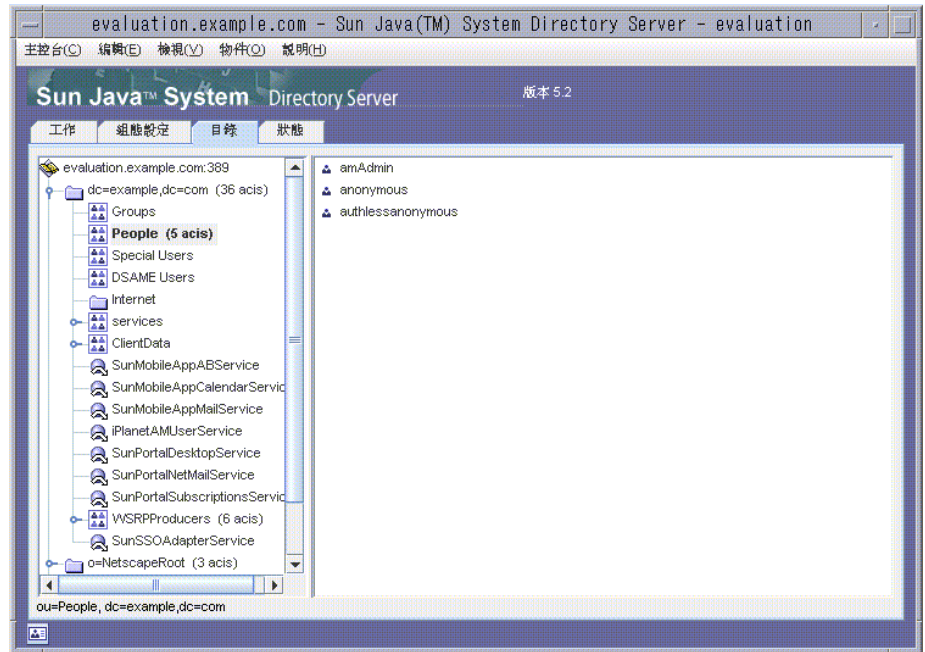 evaluation.example.com - Sun Java(TM) System Directory Server - evaluation
主控台(C) 編輯(E) 檢視(V) 物件(O) 說明(H)
Sun Java™ System Directory Server 版本 5.2
工作 組態設定 目錄 狀態
evaluation.example.com:389
dc=example,dc=com (36 acis)
Groups
People (5 acis)
Special Users
DSAME Users
Internet
services
ClientData
SunMobileAppABService
SunMobileAppCalendarServic
SunMobileAppMailService
iPlanetAMUserService
SunPortalDesktopService
SunPortalNetMailService
SunPortalSubscriptionsServic
WSRPProducers (6 acis)
SunSSOAdapterService
o=NetscapeRoot (3 acis)
amAdmin
anonymous
authlessanonymous
ou=People, dc=example,dc=com